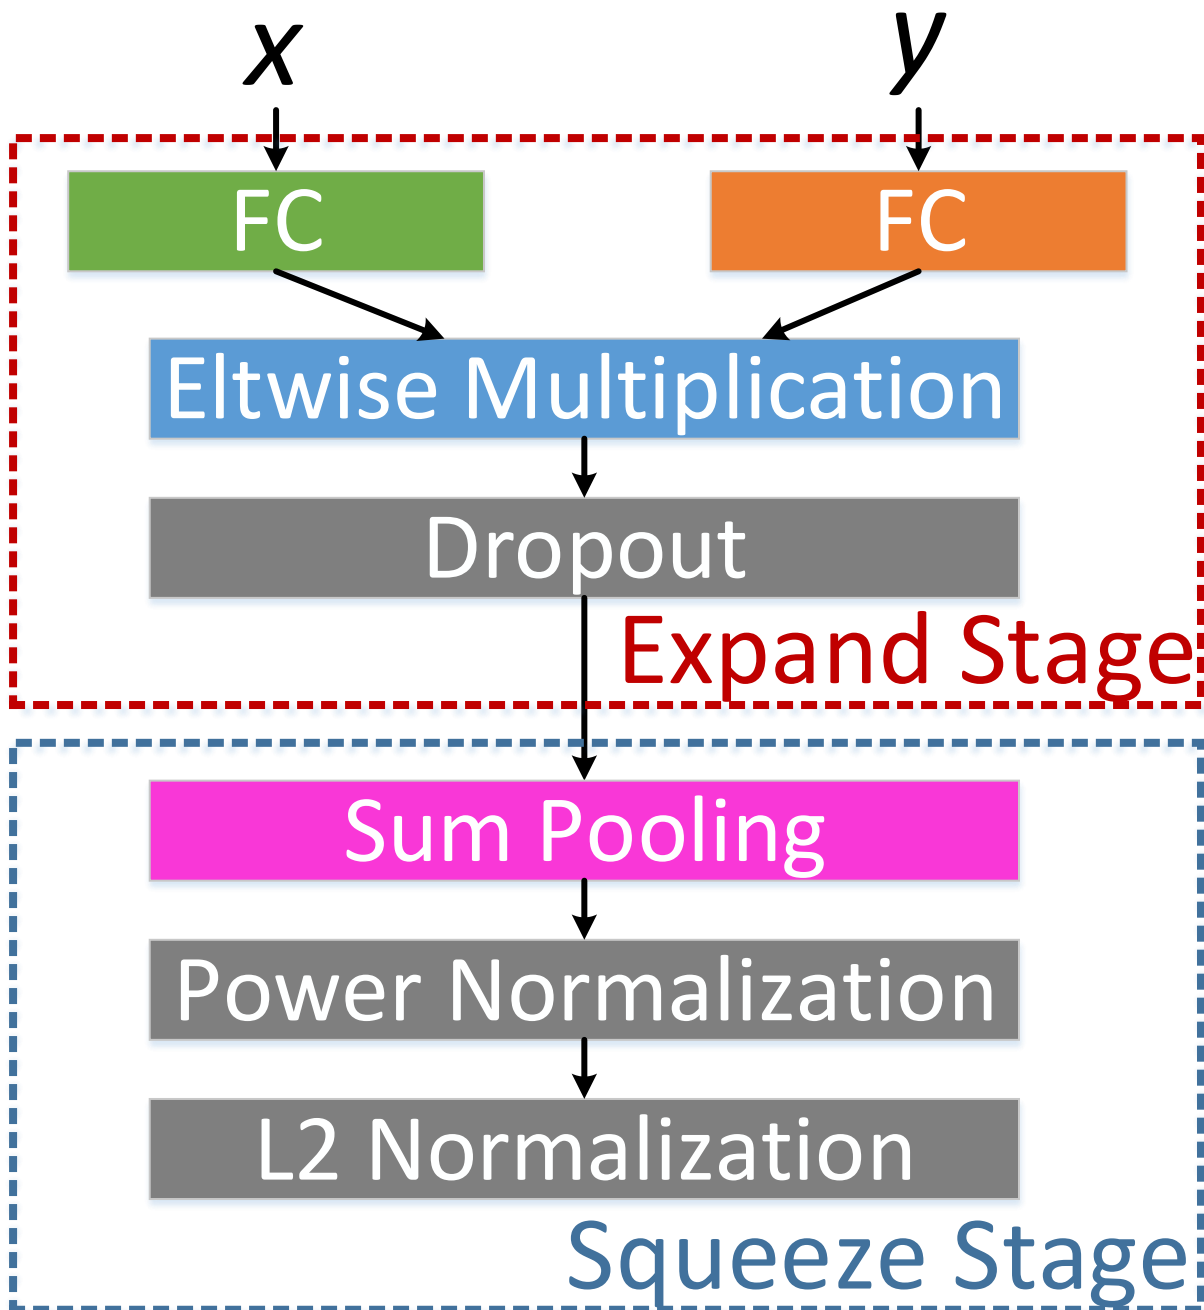 x y
FC FC
Eltwise Multiplication
Dropout
Expand Stage
Sum Pooling
Power Normalization
L2 Normalization
Squeeze Stage